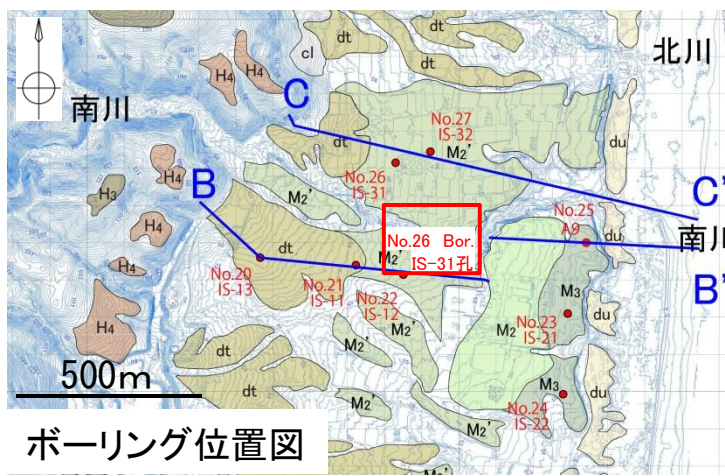 dt
cl
dt
北川
H4
H4
du
C
南川
No.27
IS-32
dt
M2'
No.26
IS-31
H4
H3
M2'
C'
B
No.25
A9
南川
H4
No.26 Bor.
IS-31孔
dt
M2'
No.20
IS-13
No.21
IS-11
B'
H4
No.22
IS-12
M3
H4
M2
du
No.23
IS-21
M2'
M2'
dt
M3
du
500m
M2'
No.24
IS-22
M2'
ボーリング位置図
dt
M2'